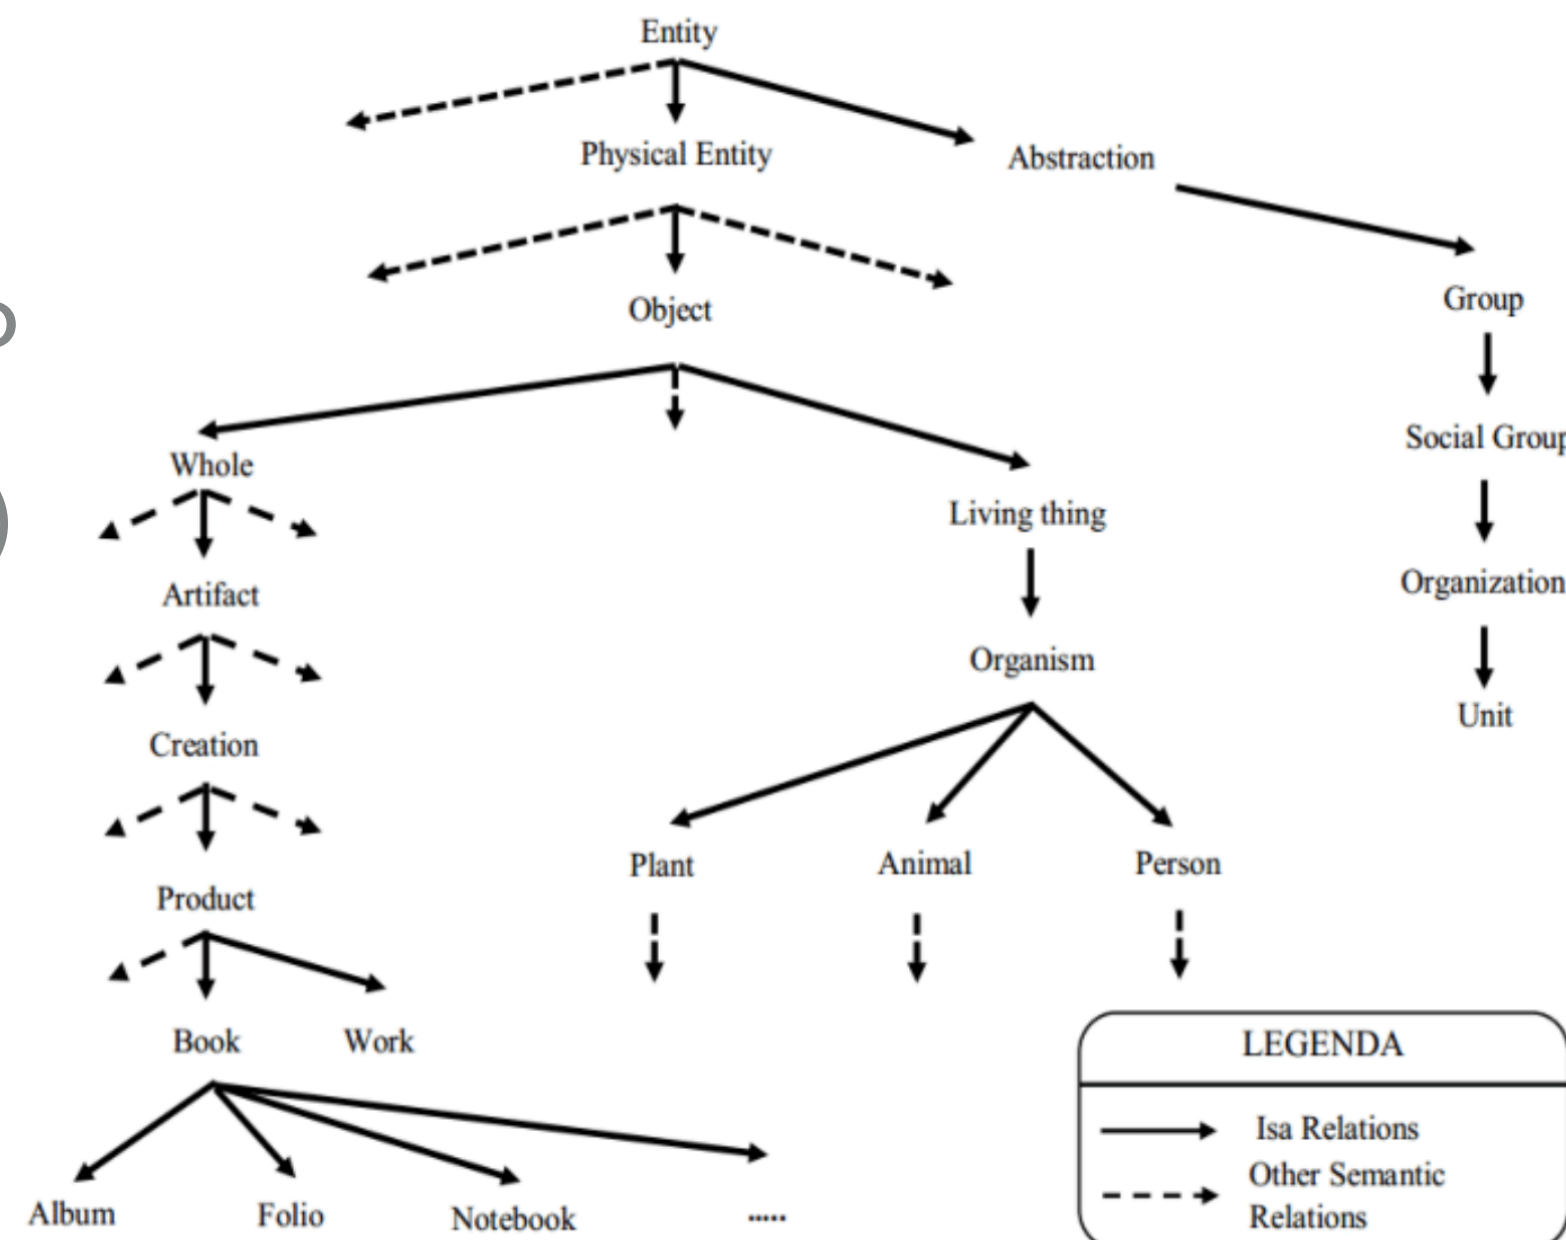 Entity
Physical Entity
Abstraction
Object
Group
Whole
Social Group
Living thing
Artifact
Organization
Organism
Creation
Unit
Plant
Animal
Person
Product
Book
Work
LEGENDA
Isa Relations
Other Semantic
Relations
Album
Folio
Notebook
.....